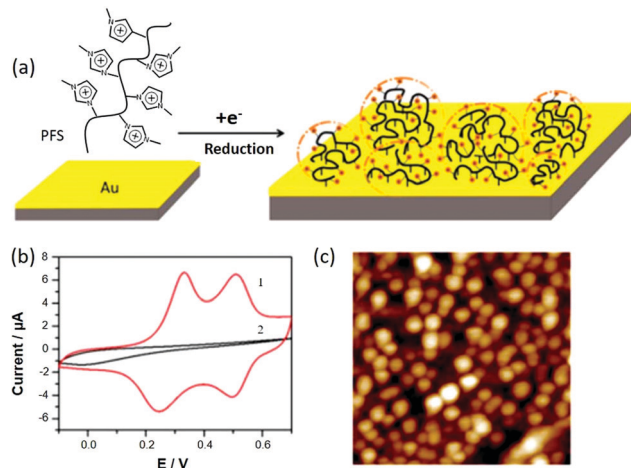 (a)
PFS
Au
+e⁻
Reduction
(b)
8
6
4
2
0
-2
-4
-6
Current / μA
1
2
0.0 0.2 0.4 0.6
E / V
(c)